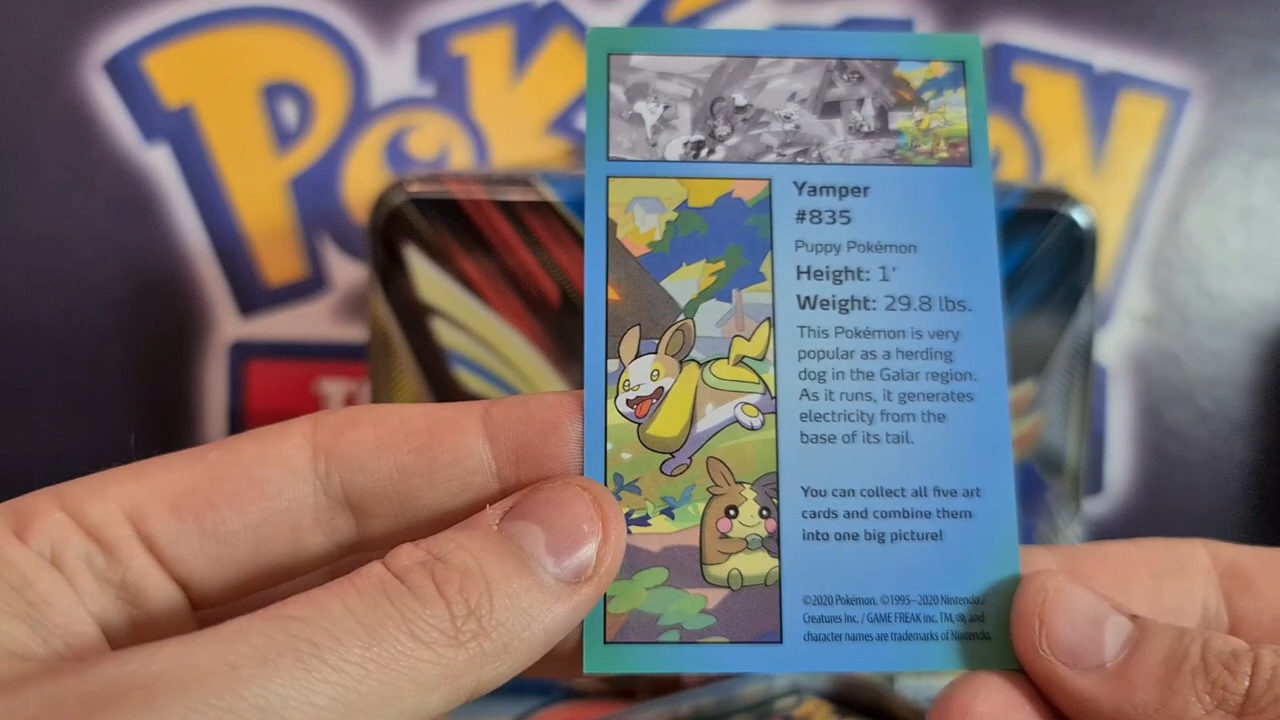 POKÉMON
Yamper
#835
Puppy Pokémon
Height: 1'
Weight: 29.8 lbs.
This Pokémon is very
popular as a herding
dog in the Galar region.
As it runs, it generates
electricity from the
base of its tail.
You can collect all five art
cards and combine them
into one big picture!
©2020 Pokémon. ©1995–2020 Nintendo /
Creatures Inc. / GAME FREAK inc. TM, ®, and
character names are trademarks of Nintendo.